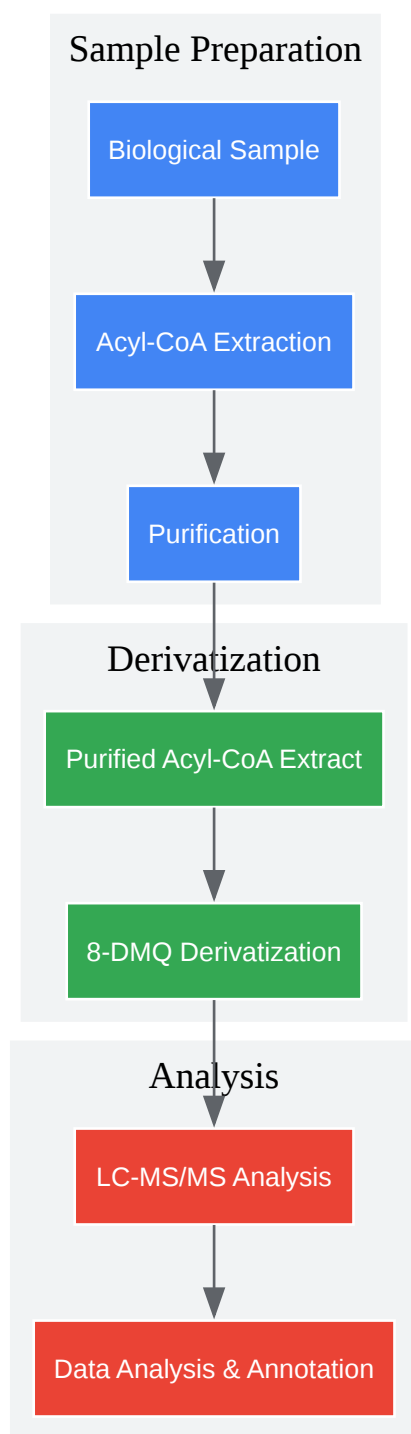 Sample Preparation
Biological Sample
Acyl-CoA Extraction
Purification
Derivatization
Purified Acyl-CoA Extract
8-DMQ Derivatization
Analysis
LC-MS/MS Analysis
Data Analysis & Annotation